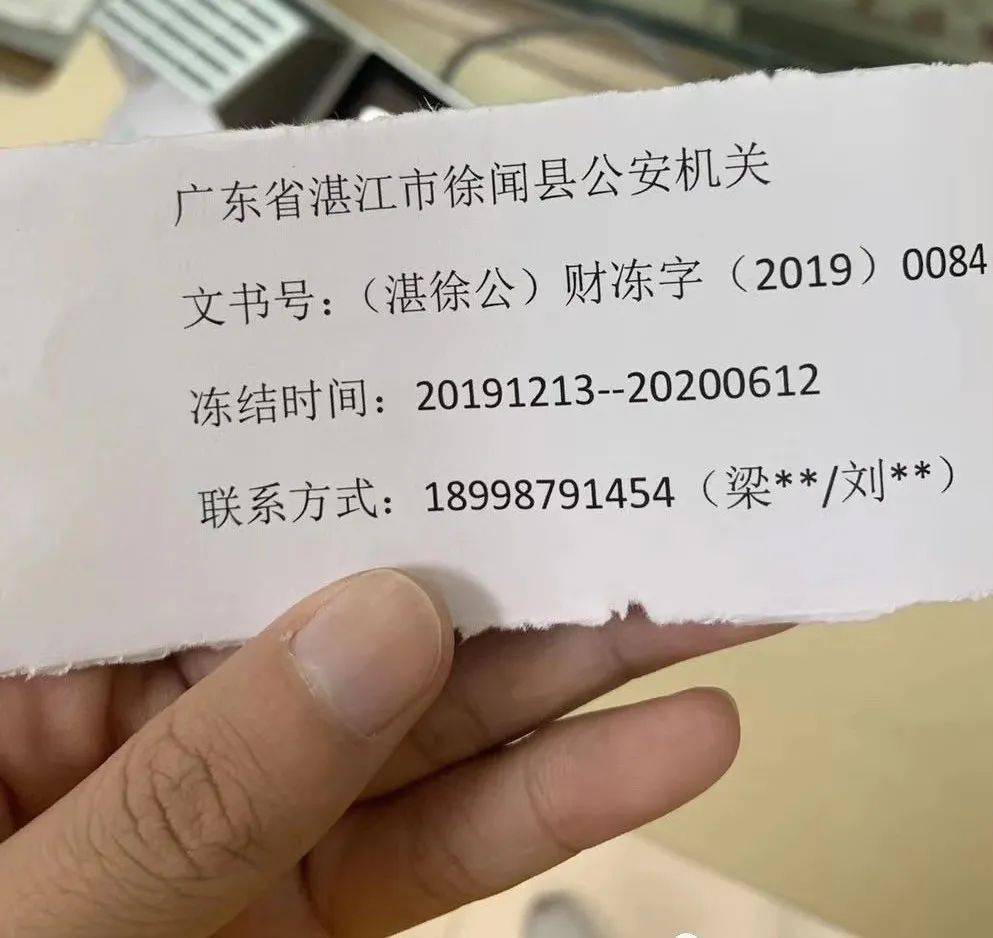 广东省湛江市徐闻县公安机关
文书号:（湛徐公）财冻字（2019）0084
冻结时间：20191213--20200612
联系方式：18998791454（梁**/刘**）